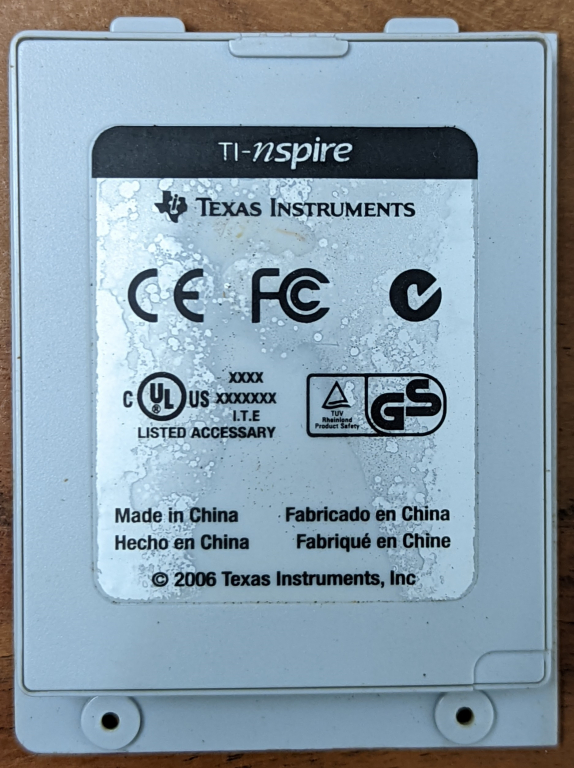 TI-nspire
TEXAS INSTRUMENTS
CE FC C
C UL US XXXX
XXXXXXX
I.T.E
LISTED ACCESSARY
TUV
Rheinland
Product Safety
GS
Made in China Fabricado en China
Hecho en China Fabriqué en Chine
© 2006 Texas Instruments, Inc